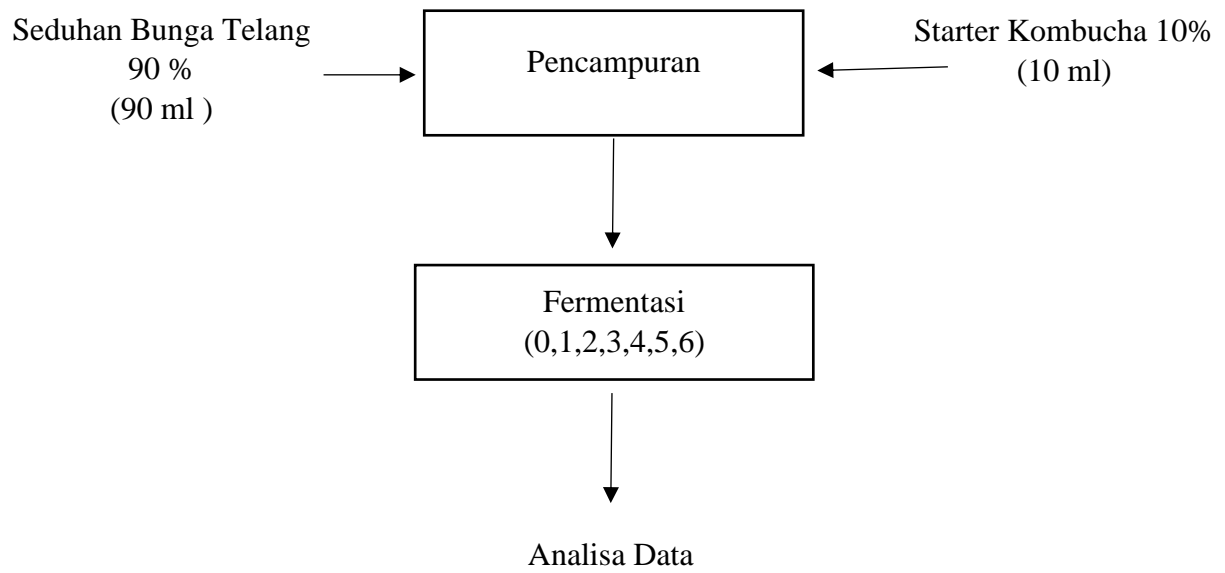 Seduhan Bunga Telang
90 %
(90 ml )
Pencampuran
Starter Kombucha 10%
(10 ml)
Fermentasi
(0,1,2,3,4,5,6)
Analisa Data